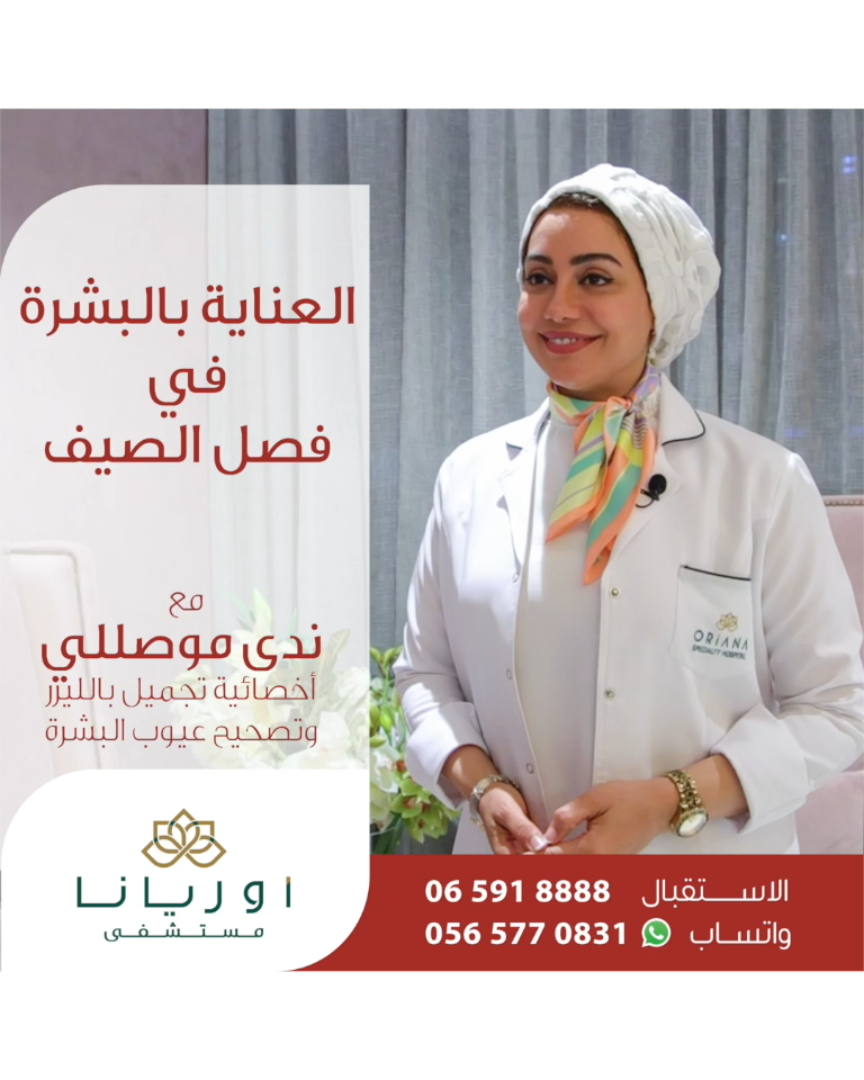 العناية بالبشرة
في
فصل الصيف
مع
ندى موصللي
أخصائية تجميل بالليزر
وتصحيح عيوب البشرة
ORIANA
SPECIALITY HOSPITAL
اوريانا
مستشفى
الاستقبال 06 591 8888
واتساب 056 577 0831